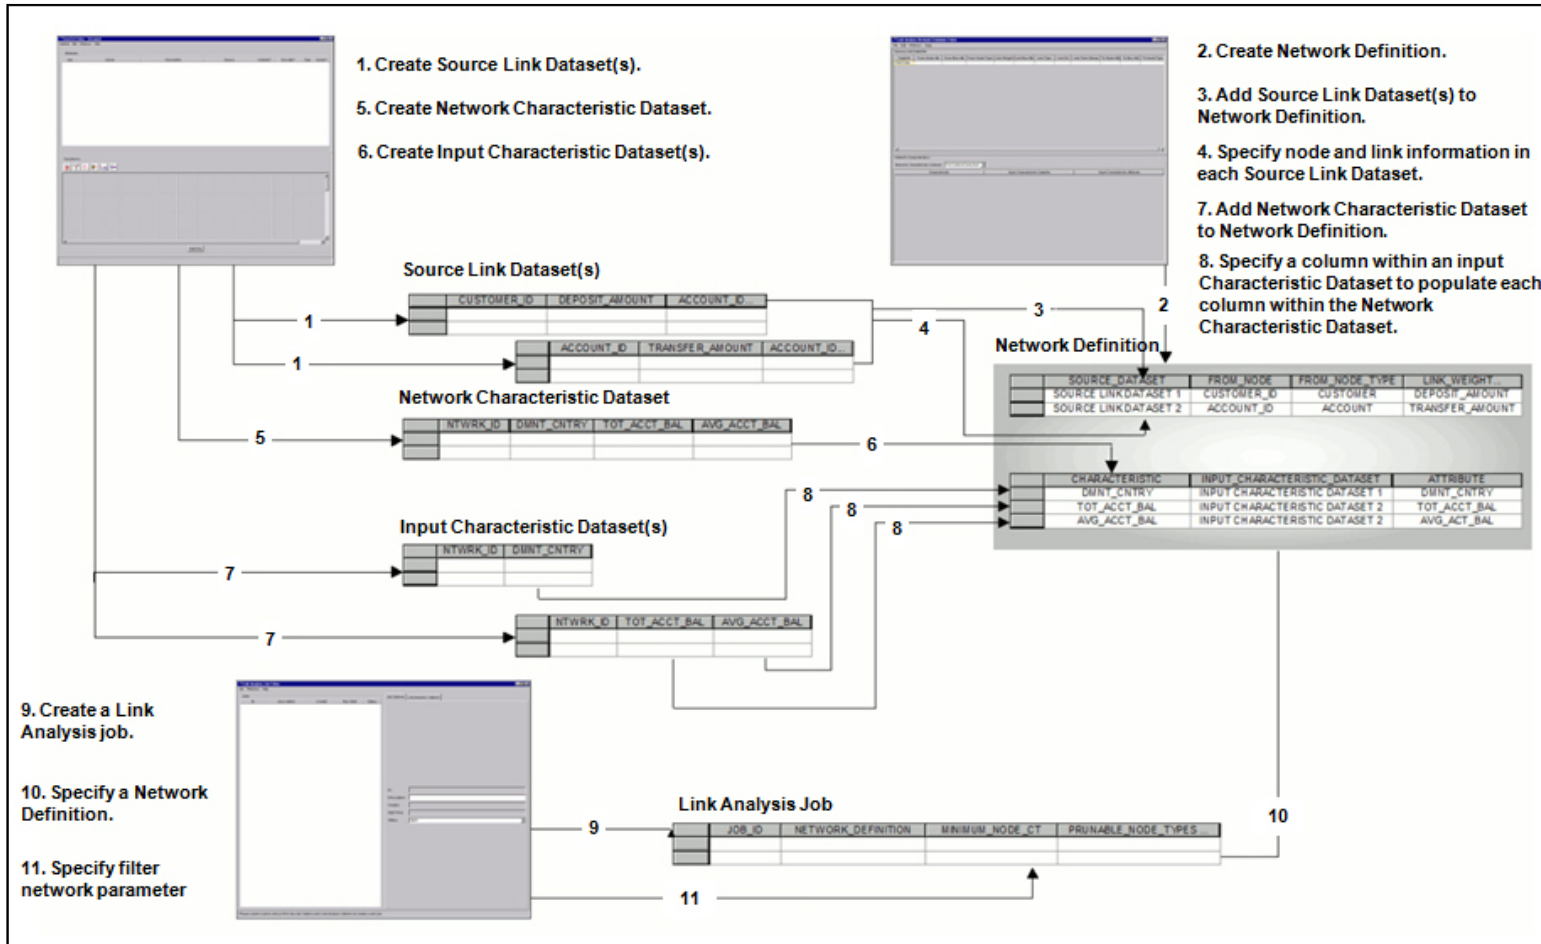 1. Create Source Link Dataset(s).
5. Create Network Characteristic Dataset.
6. Create Input Characteristic Dataset(s).
2. Create Network Definition.
3. Add Source Link Dataset(s) to
Network Definition.
4. Specify node and link information in
each Source Link Dataset.
7. Add Network Characteristic Dataset
to Network Definition.
8. Specify a column within an input
Characteristic Dataset to populate each
column within the Network
Characteristic Dataset.
Source Link Dataset(s)
CUSTOMER_ID DEPOSIT_AMOUNT ACCOUNT_ID...
1
3
2
4
ACCOUNT_ID TRANSFER_AMOUNT ACCOUNT_ID...
1
Network Definition
SOURCE_DATASET FROM_NODE FROM_NODE_TYPE LINK_WEIGHT...
SOURCE LINK DATASET 1 CUSTOMER_ID CUSTOMER DEPOSIT_AMOUNT
SOURCE LINK DATASET 2 ACCOUNT_ID ACCOUNT TRANSFER_AMOUNT
Network Characteristic Dataset
NTWRK_ID DMNT_CNTRY TOT_ACCT_BAL AVG_ACCT_BAL
5
6
CHARACTERISTIC INPUT_CHARACTERISTIC_DATASET ATTRIBUTE
DMNT_CNTRY INPUT CHARACTERISTIC DATASET 1 DMNT_CNTRY
TOT_ACCT_BAL INPUT CHARACTERISTIC DATASET 2 TOT_ACCT_BAL
AVG_ACCT_BAL INPUT CHARACTERISTIC DATASET 2 AVG_ACT_BAL
8
8
8
Input Characteristic Dataset(s)
NTWRK_ID DMNT_CNTRY
7
NTWRK_ID TOT_ACCT_BAL AVG_ACCT_BAL
7
9. Create a Link
Analysis job.
10. Specify a Network
Definition.
11. Specify filter
network parameter
Link Analysis Job
JOB_ID NETWORK_DEFINITION MINIMUM_NODE_CT PRUNABLE_NODE_TYPES ...
9
10
11